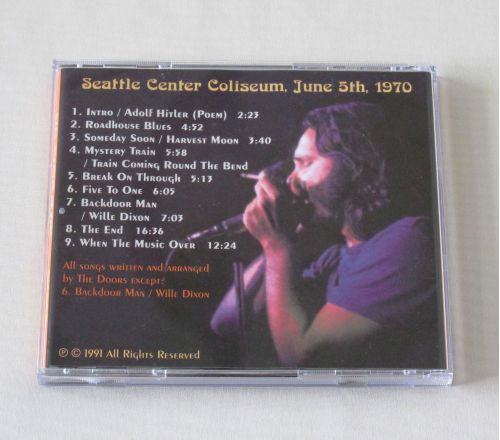 Seattle Center Coliseum, June 5th, 1970
1. Intro / Adolf Hitler (Poem) 2:23
2. Roadhouse Blues 4:52
3. Someday Soon / Harvest Moon 3:40
4. Mystery Train 5:58
/ Train Coming Round The Bend
5. Break On Through 5:13
6. Five To One 6:05
7. Backdoor Man
/ Wille Dixon 7:03
8. The End 16:36
9. When The Music Over 12:24
All songs written and arranged
by The Doors except:
6. Backdoor Man / Wille Dixon
℗ © 1991 All Rights Reserved